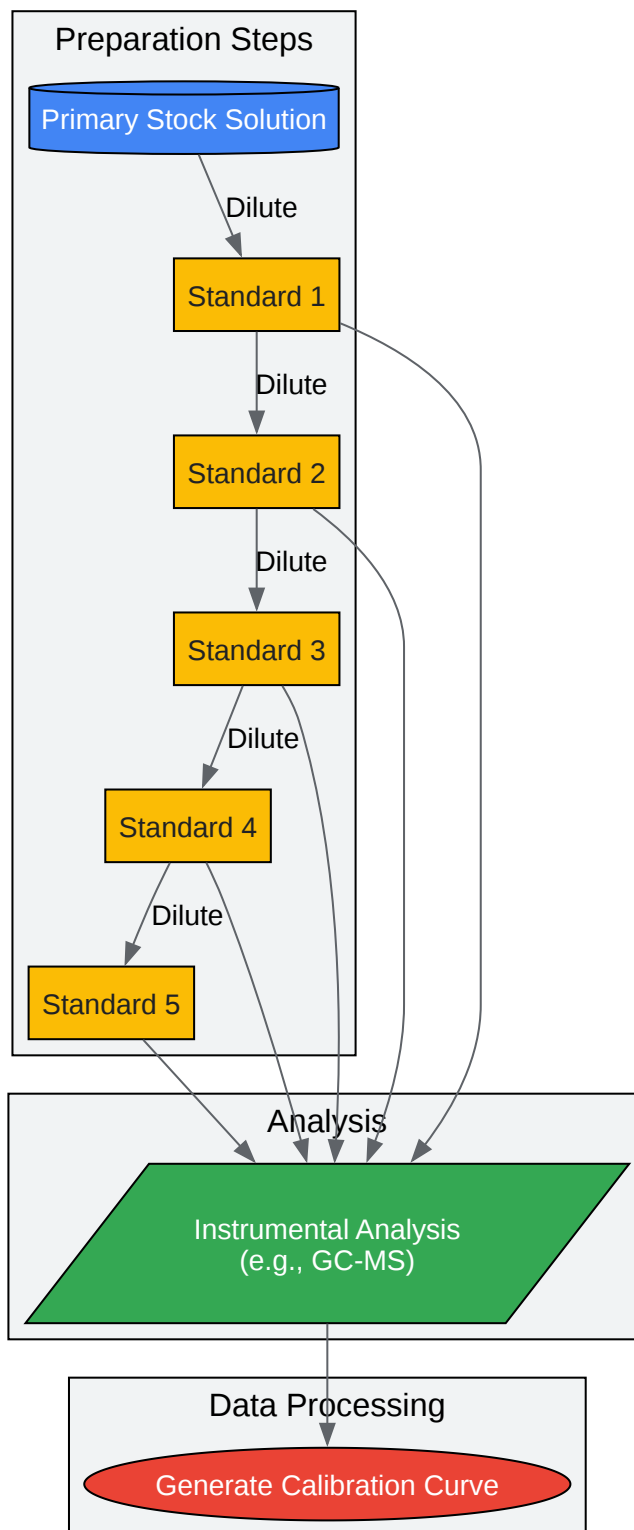 Preparation Steps
Primary Stock Solution
Dilute
Standard 1
Dilute
Standard 2
Dilute
Standard 3
Dilute
Standard 4
Dilute
Standard 5
Analysis
Instrumental Analysis
(e.g., GC-MS)
Data Processing
Generate Calibration Curve